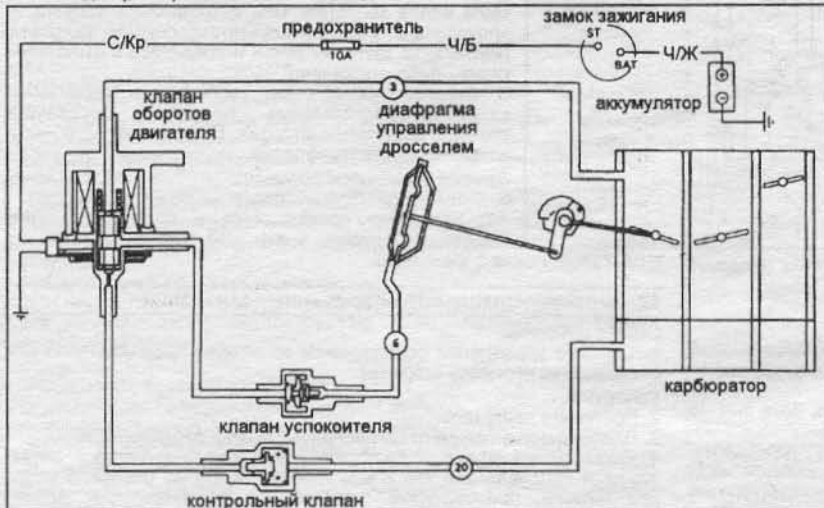 замок зажигания
предохранитель
ST
С/Кр
10А
Ч/Б
BAT
Ч/Ж
3
аккумулятор
клапан
оборотов
двигателя
диафрагма
управления
дросселем
6
карбюратор
клапан успокоителя
20
контрольный клапан